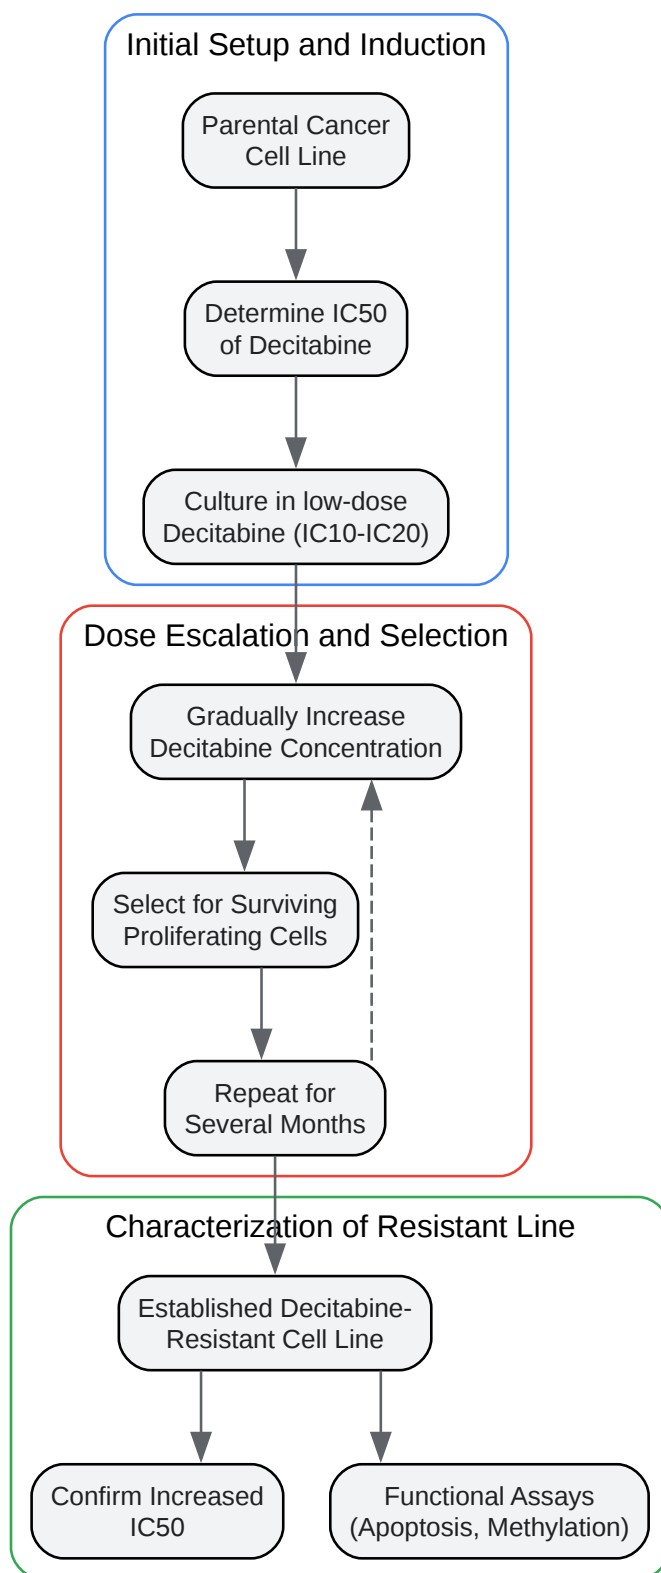 Initial Setup and Induction
Parental Cancer
Cell Line
Determine IC50
of Decitabine
Culture in low-dose
Decitabine (IC10-IC20)
Dose Escalation and Selection
Gradually Increase
Decitabine Concentration
Select for Surviving
Proliferating Cells
Repeat for
Several Months
Characterization of Resistant Line
Established Decitabine-
Resistant Cell Line
Confirm Increased
IC50
Functional Assays
(Apoptosis, Methylation)